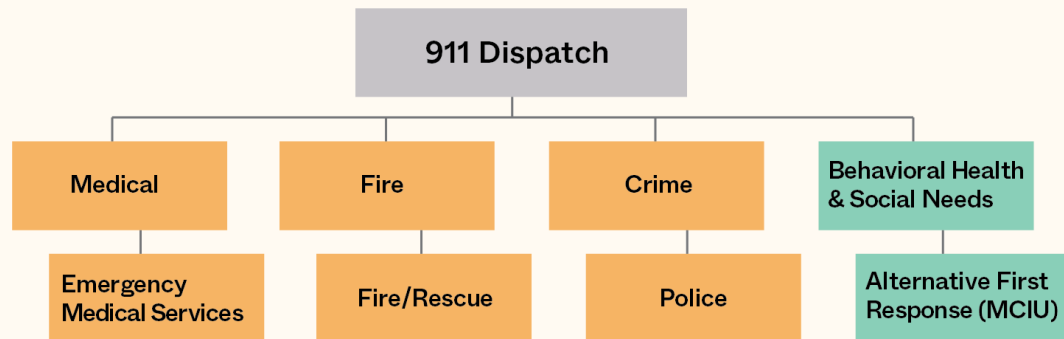 911 Dispatch
Medical
Fire
Crime
Behavioral Health
& Social Needs
Emergency
Medical Services
Fire/Rescue
Police
Alternative First
Response (MCIU)